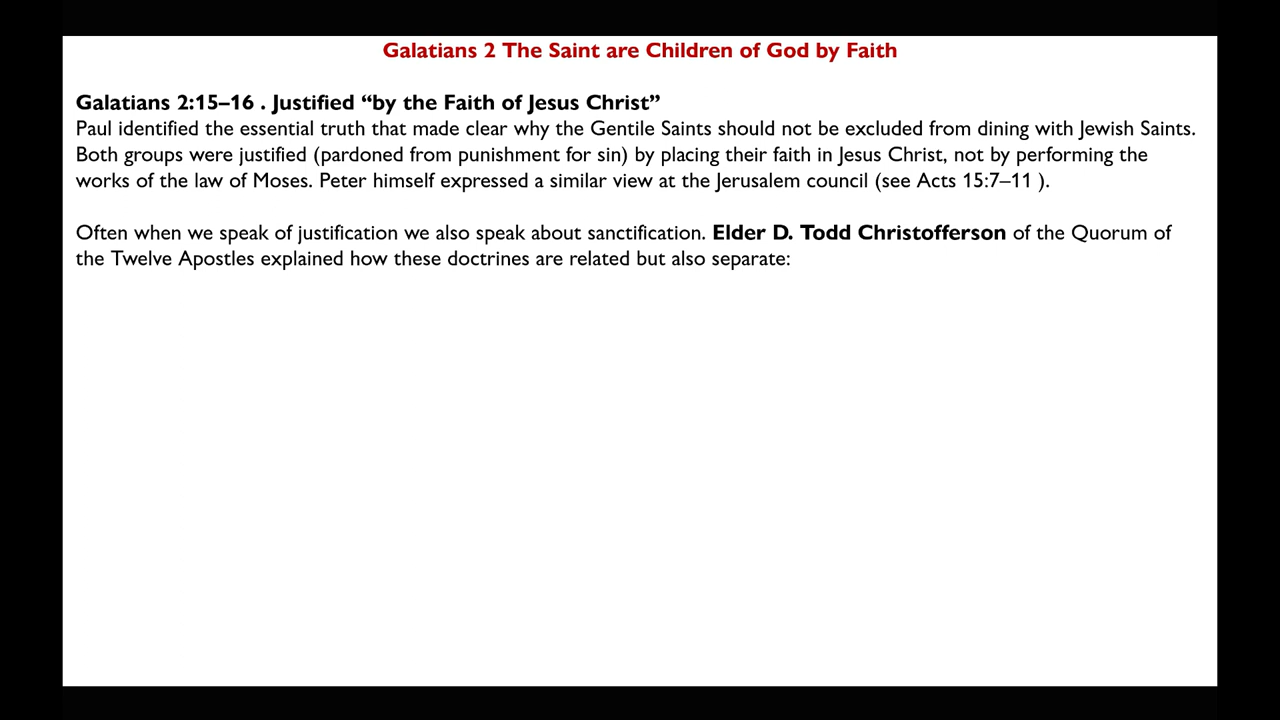 Galatians 2 The Saint are Children of God by Faith
Galatians 2:15–16 . Justified “by the Faith of Jesus Christ”
Paul identified the essential truth that made clear why the Gentile Saints should not be excluded from dining with Jewish Saints.
Both groups were justified (pardoned from punishment for sin) by placing their faith in Jesus Christ, not by performing the
works of the law of Moses. Peter himself expressed a similar view at the Jerusalem council (see Acts 15:7–11 ).
Often when we speak of justification we also speak about sanctification. Elder D. Todd Christofferson of the Quorum of
the Twelve Apostles explained how these doctrines are related but also separate: